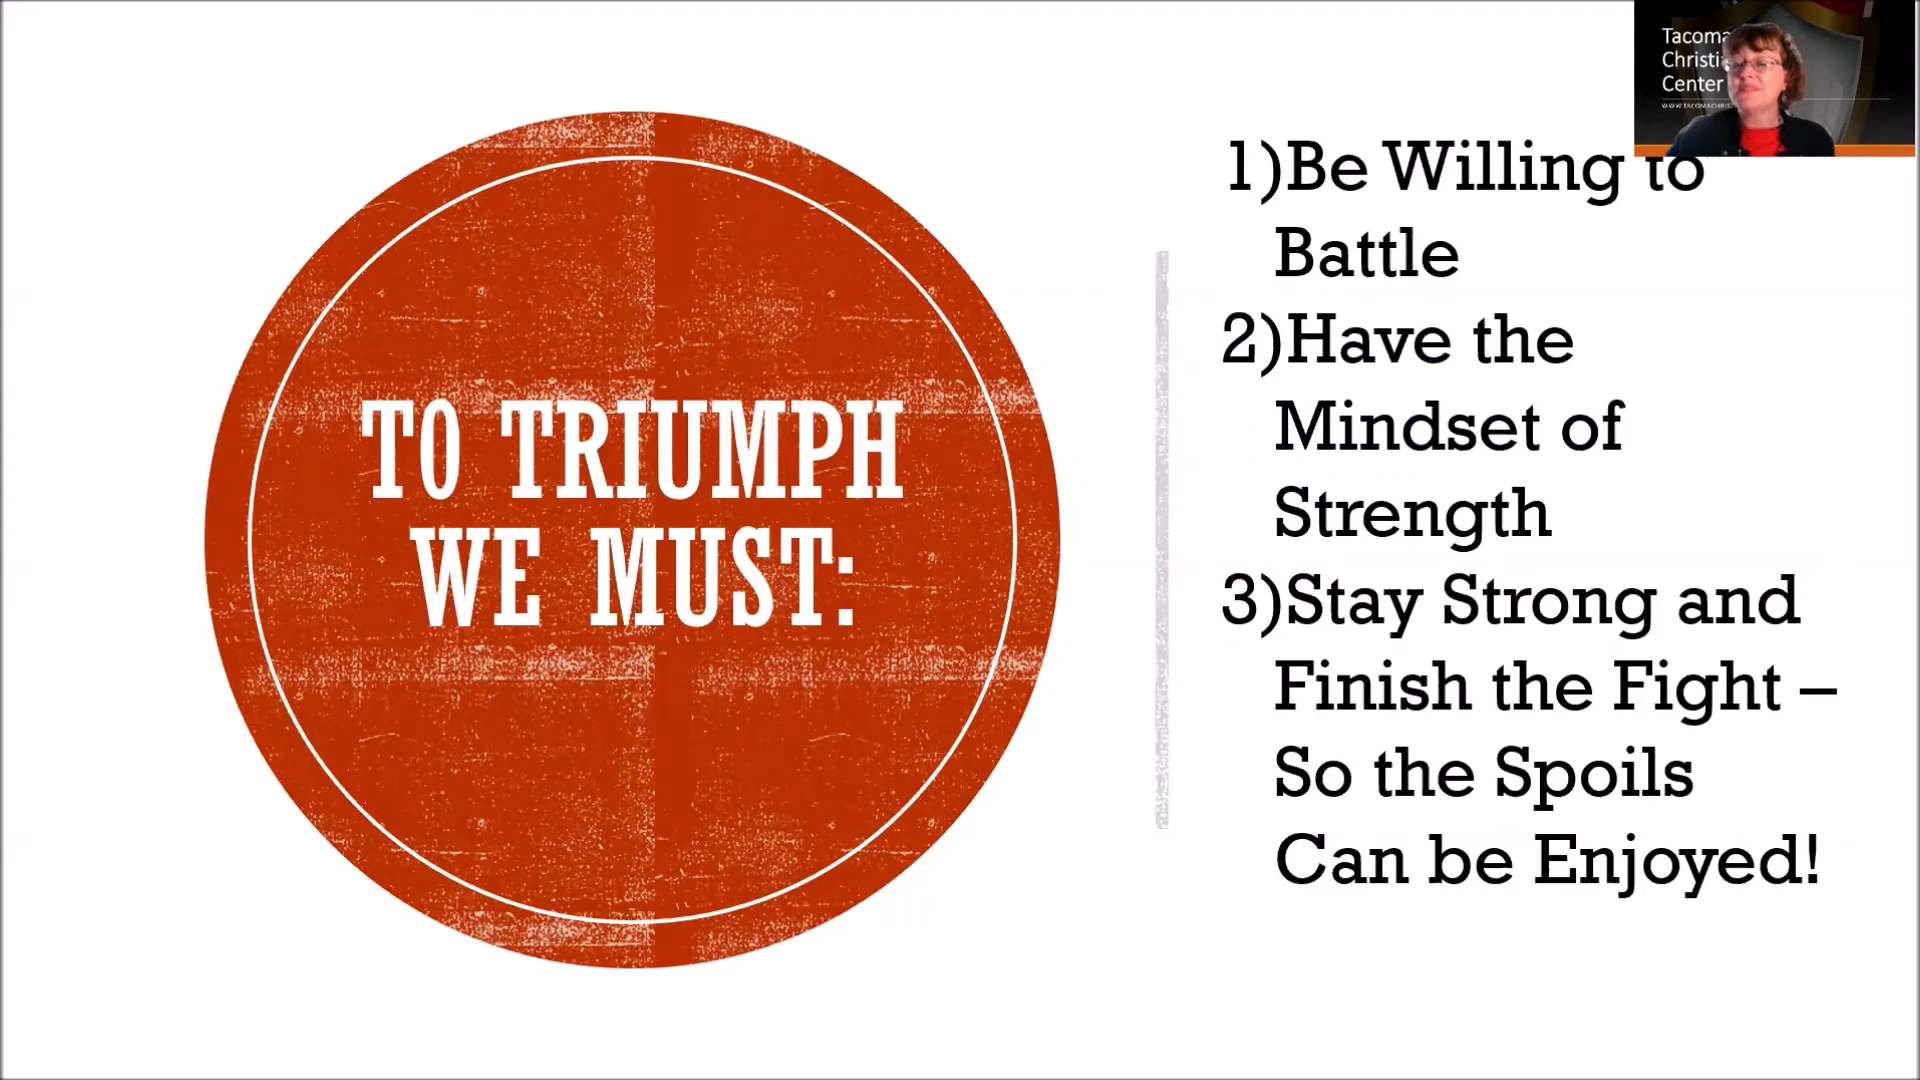 TO TRIUMPH
WE MUST:
1)Be Willing to
Battle
2)Have the
Mindset of
Strength
3)Stay Strong and
Finish the Fight –
So the Spoils
Can be Enjoyed!
Tacoma
Christi
Center